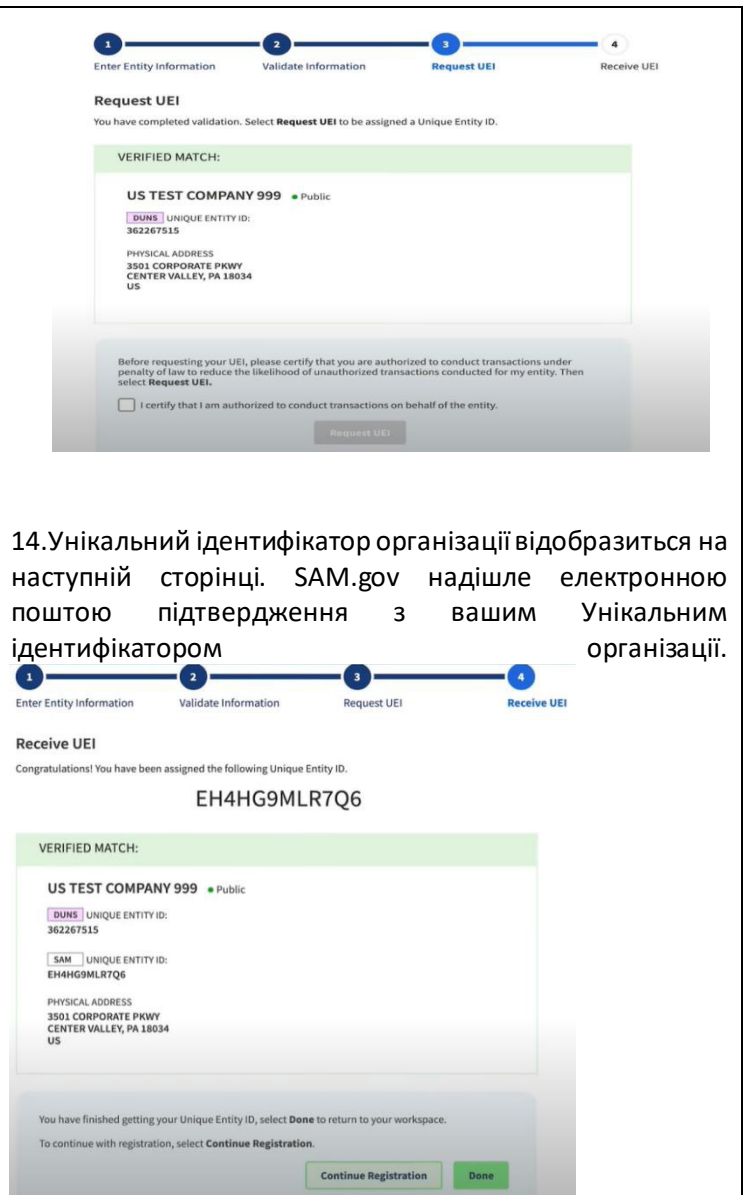 1 2 3 4
Enter Entity Information Validate Information Request UEI Receive UEI
Request UEI
You have completed validation. Select Request UEI to be assigned a Unique Entity ID.
VERIFIED MATCH:
US TEST COMPANY 999 • Public
DUNS UNIQUE ENTITY ID:
362267515
PHYSICAL ADDRESS
3501 CORPORATE PKWY
CENTER VALLEY, PA 18034
US
Before requesting your UEI, please certify that you are authorized to conduct transactions under
penalty of law to reduce the likelihood of unauthorized transactions conducted for my entity. Then
select Request UEI.
I certify that I am authorized to conduct transactions on behalf of the entity.
Request UEI
14.Унікальний ідентифікатор організації відобразиться на
наступній сторінці. SAM.gov надішле електронною
поштою підтвердження з вашим Унікальним
ідентифікатором організації.
1 2 3 4
Enter Entity Information Validate Information Request UEI Receive UEI
Receive UEI
Congratulations! You have been assigned the following Unique Entity ID.
EH4HG9MLR7Q6
VERIFIED MATCH:
US TEST COMPANY 999 • Public
DUNS UNIQUE ENTITY ID:
362267515
SAM UNIQUE ENTITY ID:
EH4HG9MLR7Q6
PHYSICAL ADDRESS
3501 CORPORATE PKWY
CENTER VALLEY, PA 18034
US
You have finished getting your Unique Entity ID, select Done to return to your workspace.
To continue with registration, select Continue Registration.
Continue Registration Done